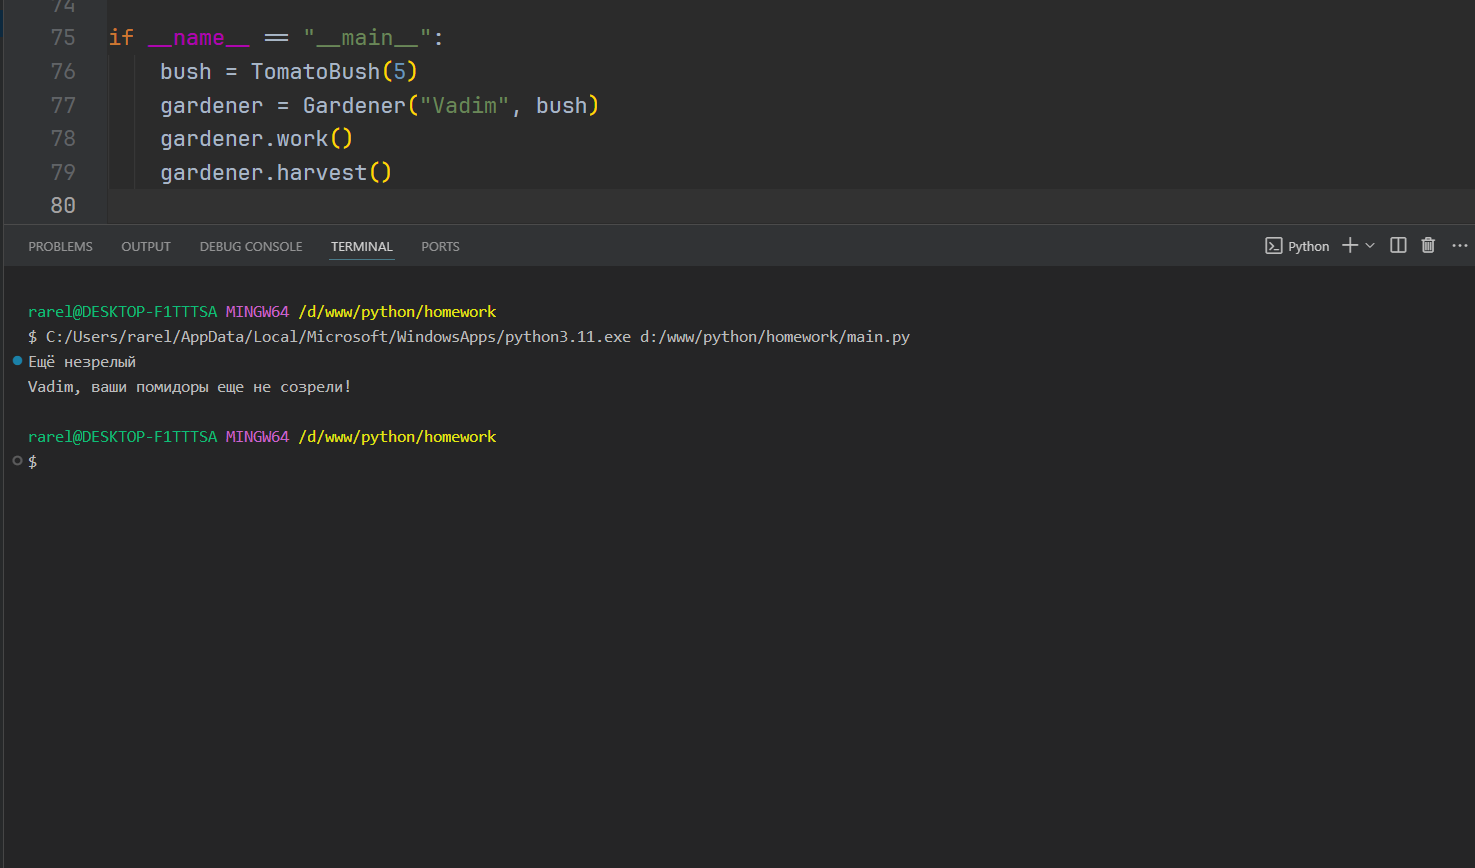 74
75 if __name__ == "__main__":
76 bush = TomatoBush(5)
77 gardener = Gardener("Vadim", bush)
78 gardener.work()
79 gardener.harvest()
80
PROBLEMS OUTPUT DEBUG CONSOLE TERMINAL PORTS Python
rarel@DESKTOP-F1TTTSA MINGW64 /d/www/python/homework
$ C:/Users/rarel/AppData/Local/Microsoft/WindowsApps/python3.11.exe d:/www/python/homework/main.py
Ещё незрелый
Vadim, ваши помидоры еще не созрели!
rarel@DESKTOP-F1TTTSA MINGW64 /d/www/python/homework
$